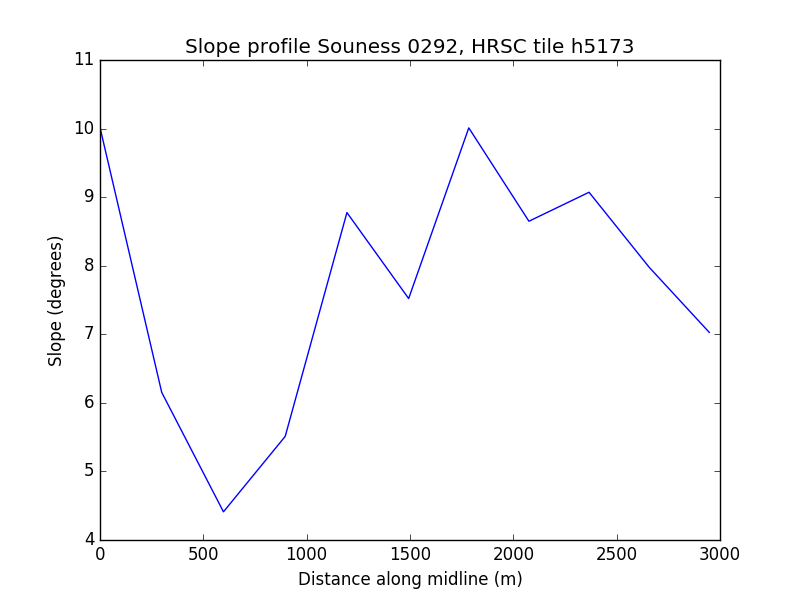 Slope profile Souness 0292, HRSC tile h5173
11
10
9
8
7
6
5
4
Slope (degrees)
0 500 1000 1500 2000 2500 3000
Distance along midline (m)